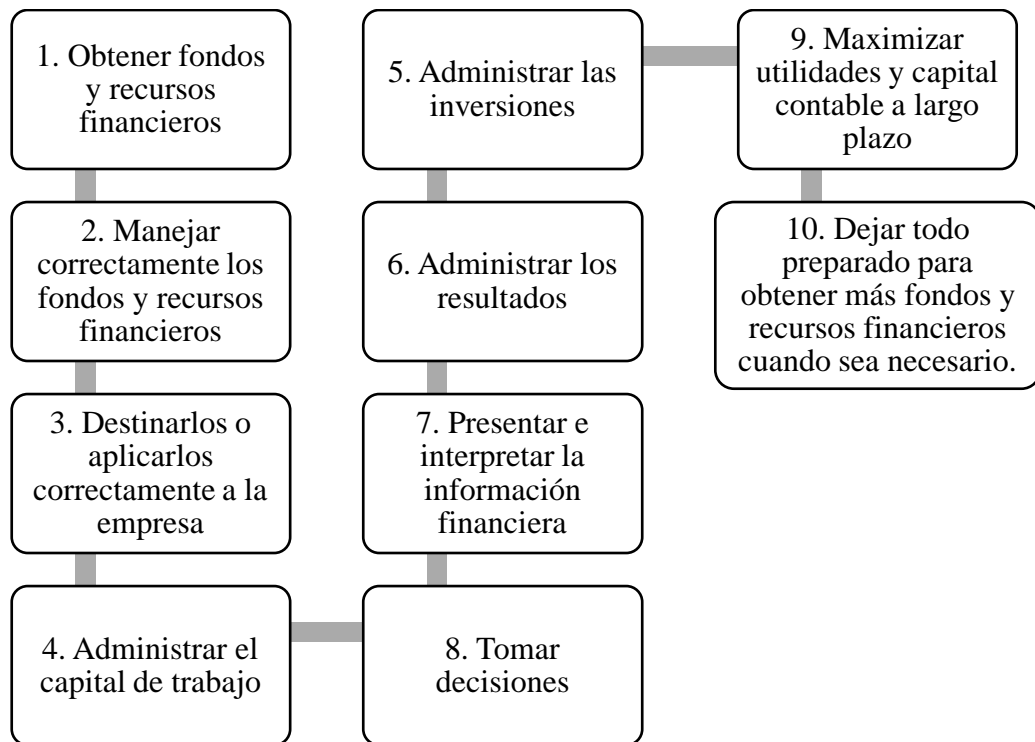 1. Obtener fondos
y recursos
financieros
2. Manejar
correctamente los
fondos y recursos
financieros
3. Destinarlos o
aplicarlos
correctamente a la
empresa
4. Administrar el
capital de trabajo
5. Administrar las
inversiones
6. Administrar los
resultados
7. Presentar e
interpretar la
información
financiera
8. Tomar
decisiones
9. Maximizar
utilidades y capital
contable a largo
plazo
10. Dejar todo
preparado para
obtener más fondos y
recursos financieros
cuando sea necesario.